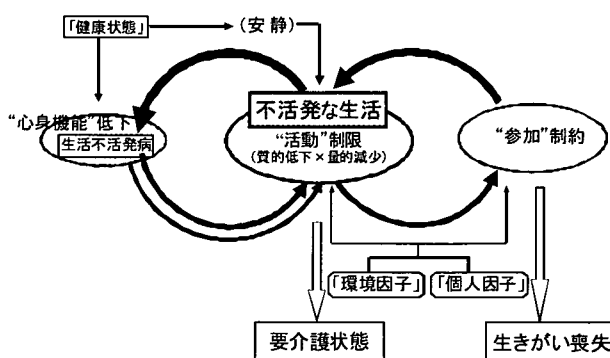 「健康状態」
(安静)
不活発な生活
“心身機能”低下
生活不活発病
“活動”制限
(質的低下×量的減少)
“参加”制約
「環境因子」
「個人因子」
要介護状態
生きがい喪失